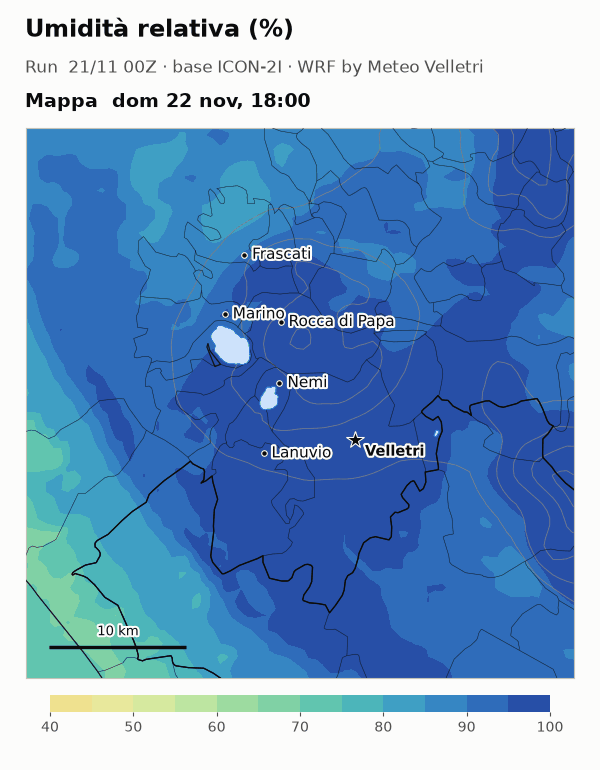 Umidità relativa (%)
Run  21/11 00Z · base ICON-2I · WRF by Meteo Velletri
Mappa  dom 22 nov, 18:00
Frascati
Marino
Rocca di Papa
Nemi
Velletri
Lanuvio
10 km
40 50 60 70 80 90 100